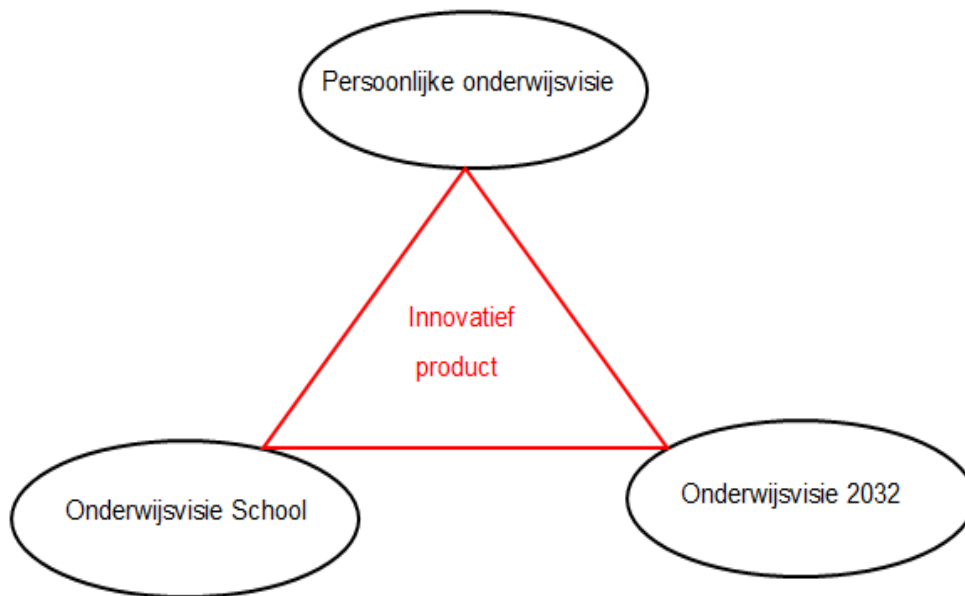 Persoonlijke onderwijsvisie
Innovatief
product
Onderwijsvisie School
Onderwijsvisie 2032